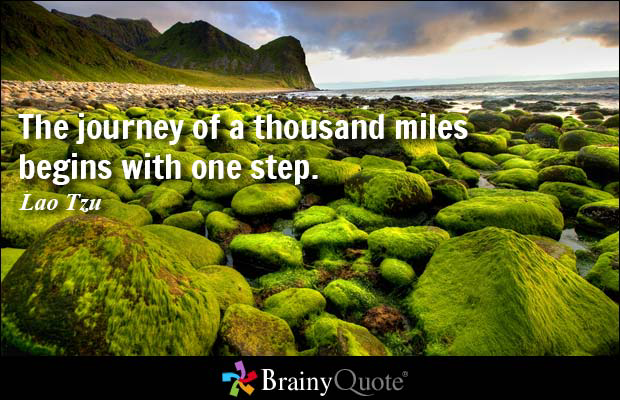 The journey of a thousand miles
begins with one step.
Lao Tzu
BrainyQuote®